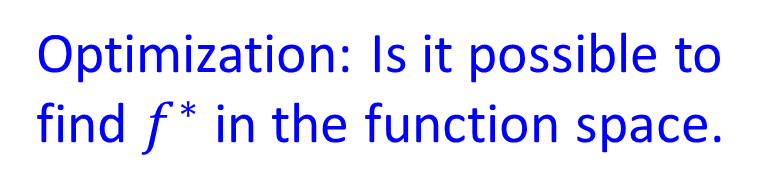 Optimization: Is it possible to
find f* in the function space.